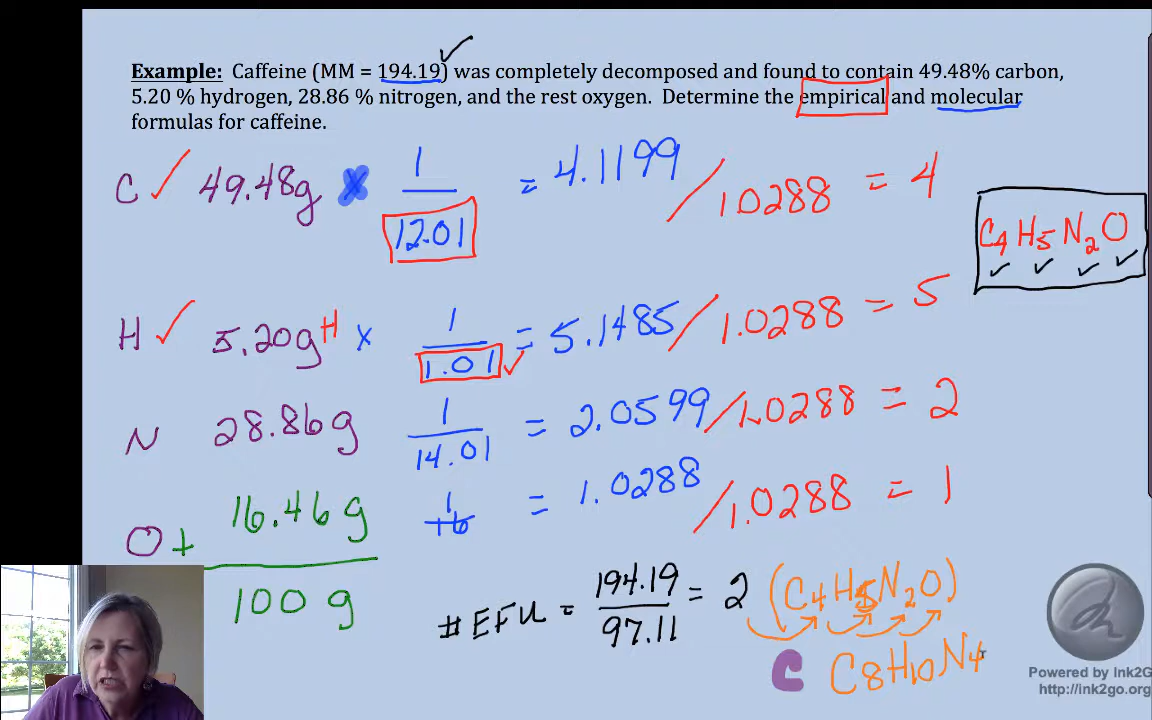 Example: Caffeine (MM = 194.19) was completely decomposed and found to contain 49.48% carbon,
5.20 % hydrogen, 28.86 % nitrogen, and the rest oxygen. Determine the empirical and molecular
formulas for caffeine.
C ✓ 49.48g x 1/12.01 = 4.1199 / 1.0288 = 4
C4H5N2O
H ✓ 5.20g H x 1/1.01 = 5.1485 / 1.0288 = 5
N 28.86g 1/14.01 = 2.0599 / 1.0288 = 2
O + 16.46g 1/16 = 1.0288 / 1.0288 = 1
100 g
# EFU = 194.19/97.11 = 2 (C4H5N2O)
C C8H10N4
Powered by Ink2G
http://ink2go.org